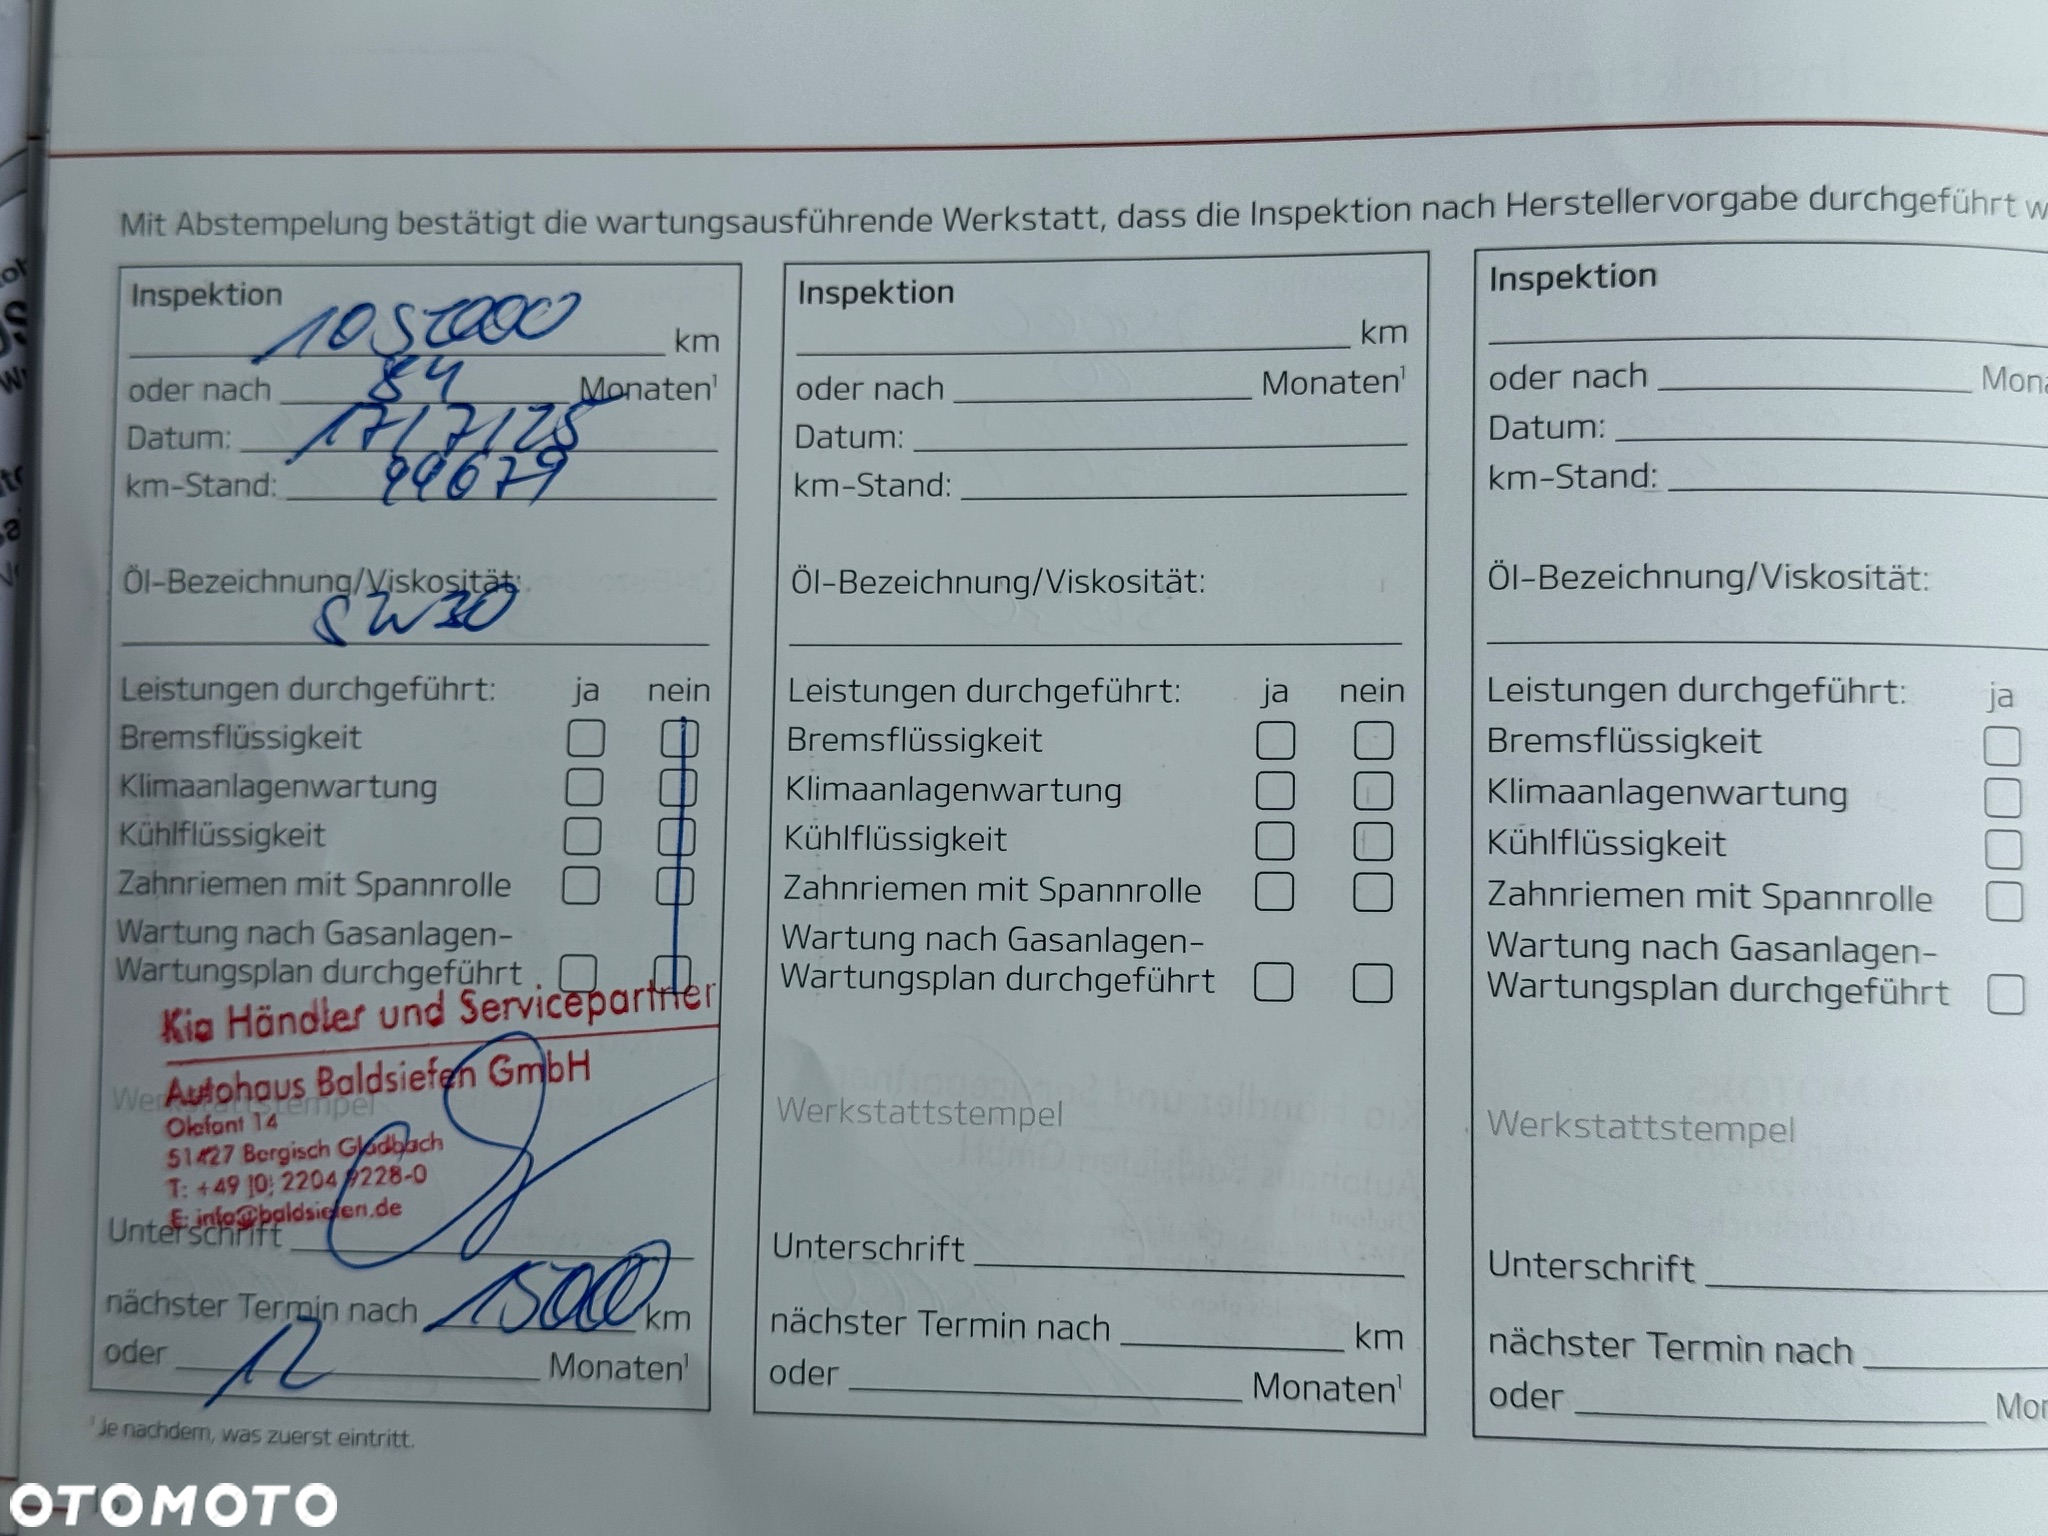 Mit Abstempelung bestätigt die wartungsausführende Werkstatt, dass die Inspektion nach Herstellervorgabe durchgeführt w
Inspektion
105000 km
oder nach 84 Monaten¹
Datum: 17/7/25
km-Stand: 99679
Öl-Bezeichnung/Viskosität:
5W30
Leistungen durchgeführt: ja nein
Bremsflüssigkeit
Klimaanlagenwartung
Kühlflüssigkeit
Zahnriemen mit Spannrolle
Wartung nach Gasanlagen-
Wartungsplan durchgeführt
Kia Händler und Servicepartner
Autohaus Baldsiefen GmbH
Werkstattstempel
Olefant 14
51427 Bergisch Gladbach
T: +49 (0) 2204 9228-0
E: info@baldsiefen.de
Unterschrift
nächster Termin nach 15000 km
oder 12 Monaten¹
¹Je nachdem, was zuerst eintritt.
Inspektion
km
oder nach Monaten¹
Datum:
km-Stand:
Öl-Bezeichnung/Viskosität:
Leistungen durchgeführt: ja nein
Bremsflüssigkeit
Klimaanlagenwartung
Kühlflüssigkeit
Zahnriemen mit Spannrolle
Wartung nach Gasanlagen-
Wartungsplan durchgeführt
Werkstattstempel
Unterschrift
nächster Termin nach km
oder Monaten¹
Inspektion
oder nach Mona
Datum:
km-Stand:
Öl-Bezeichnung/Viskosität:
Leistungen durchgeführt: ja
Bremsflüssigkeit
Klimaanlagenwartung
Kühlflüssigkeit
Zahnriemen mit Spannrolle
Wartung nach Gasanlagen-
Wartungsplan durchgeführt
Werkstattstempel
Unterschrift
nächster Termin nach
oder Mon
OTOMOTO